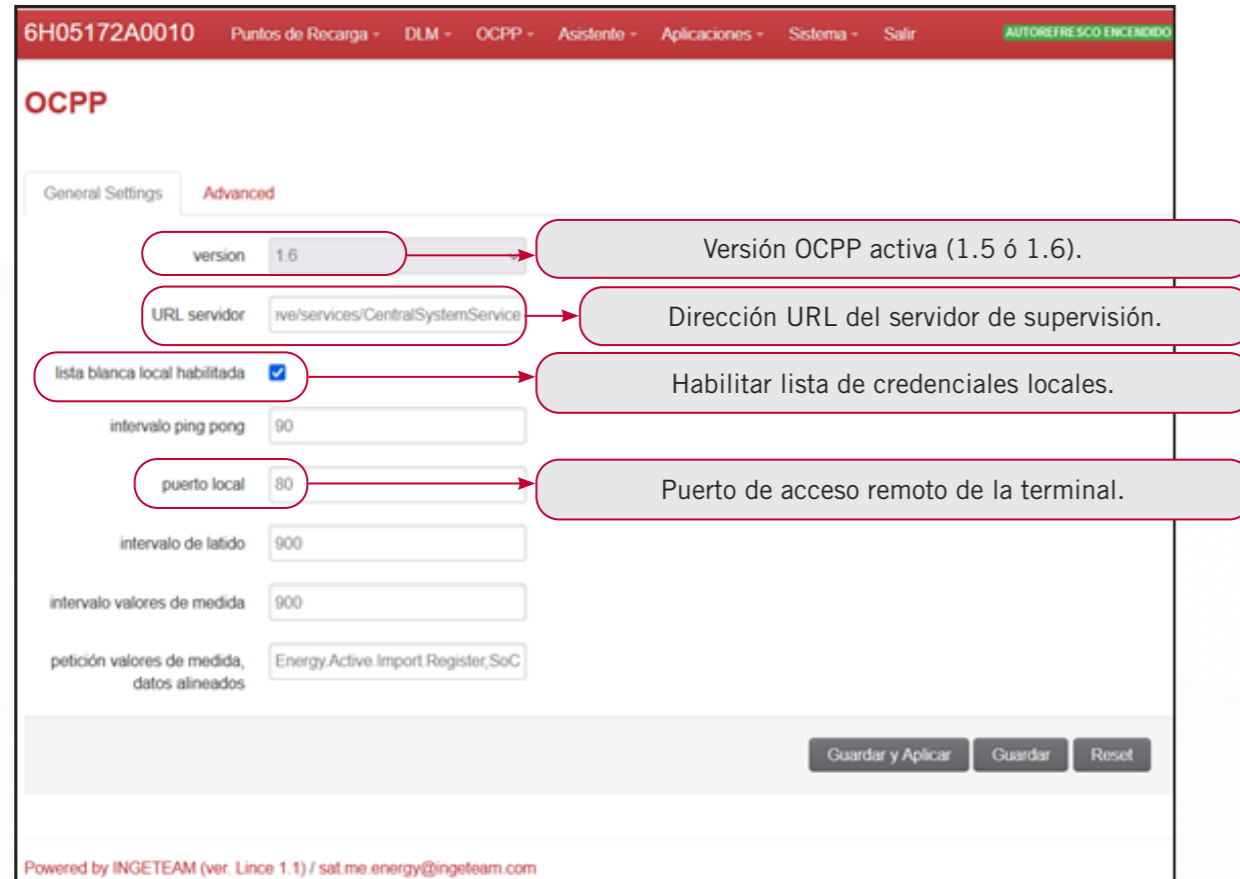 6H05172A0010 Puntos de Recarga - DLM - OCPP - Asistente - Aplicaciones - Sistema - Salir AUTOREFRESCO ENCENDIDO
OCPP
General Settings Advanced
version 1.6 Versión OCPP activa (1.5 ó 1.6).
URL servidor /services/CentralSystemService Dirección URL del servidor de supervisión.
lista blanca local habilitada Habilitar lista de credenciales locales.
intervalo ping pong 90
puerto local 80 Puerto de acceso remoto de la terminal.
intervalo de latido 900
intervalo valores de medida 900
petición valores de medida, Energy.Active.Import.Register,SoC
datos alineados
Guardar y Aplicar Guardar Reset
Powered by INGETEAM (ver. Lince 1.1) / sat.me.energy@ingeteam.com